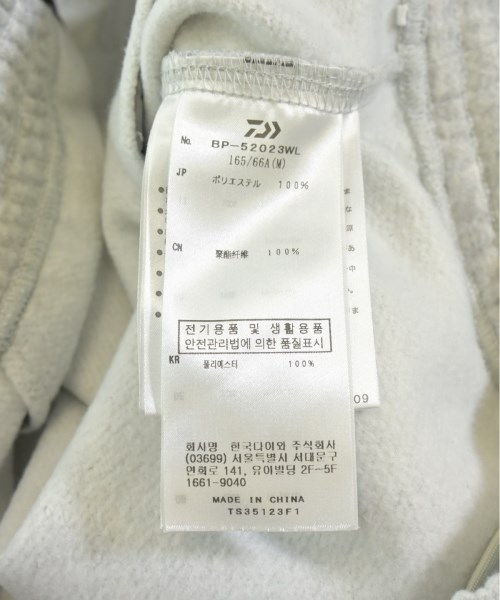 No. BP-52023WL
165/66A(M)
JP ポリエステル 100%
CN 聚酯纤维 100%
전기용품 및 생활용품
안전관리법에 의한 품질표시
KR 폴리에스터 100%
회사명 한국다이와 주식회사
(03699) 서울특별시 서대문구
연희로 141, 유아빌딩 2F-5F
1661-9040
MADE IN CHINA
TS35123F1
09